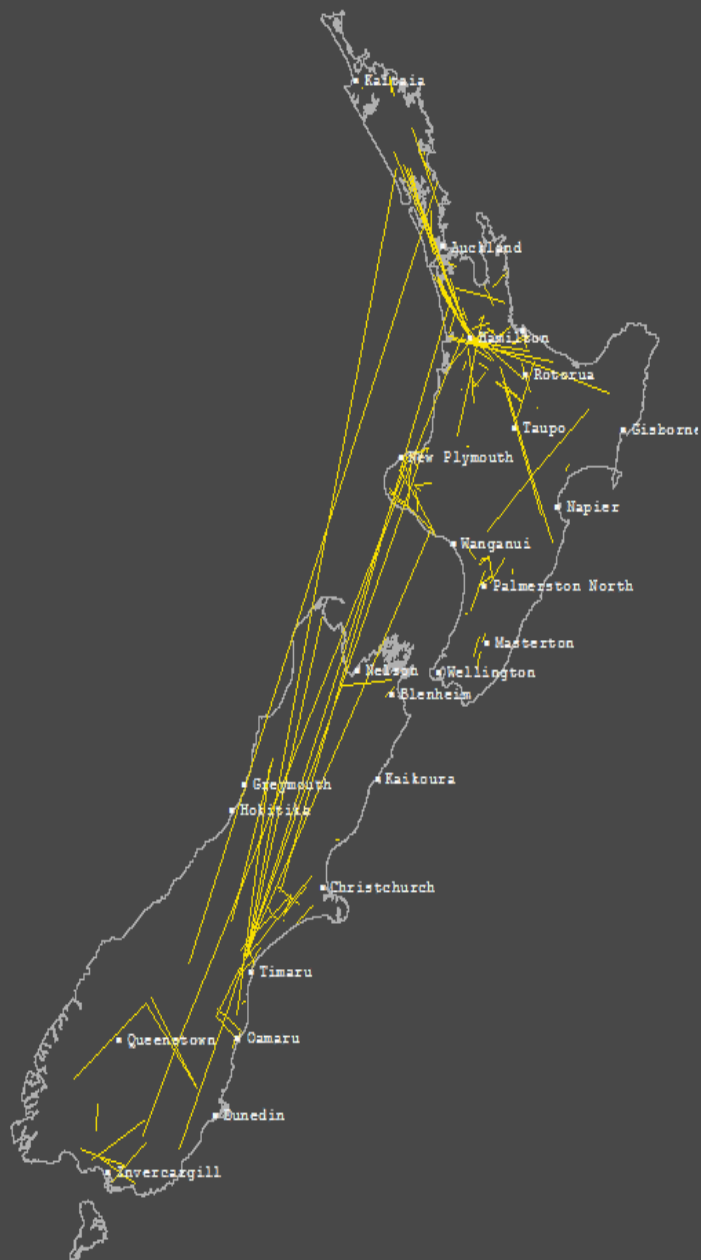 Kaitaia
Auckland
Hamilton
Rotorua
Taupo
Gisborne
New Plymouth
Napier
Wanganui
Palmerston North
Masterton
Nelson
Wellington
Blenheim
Kaikoura
Greymouth
Hokitika
Christchurch
Timaru
Queenstown
Oamaru
Dunedin
Invercargill